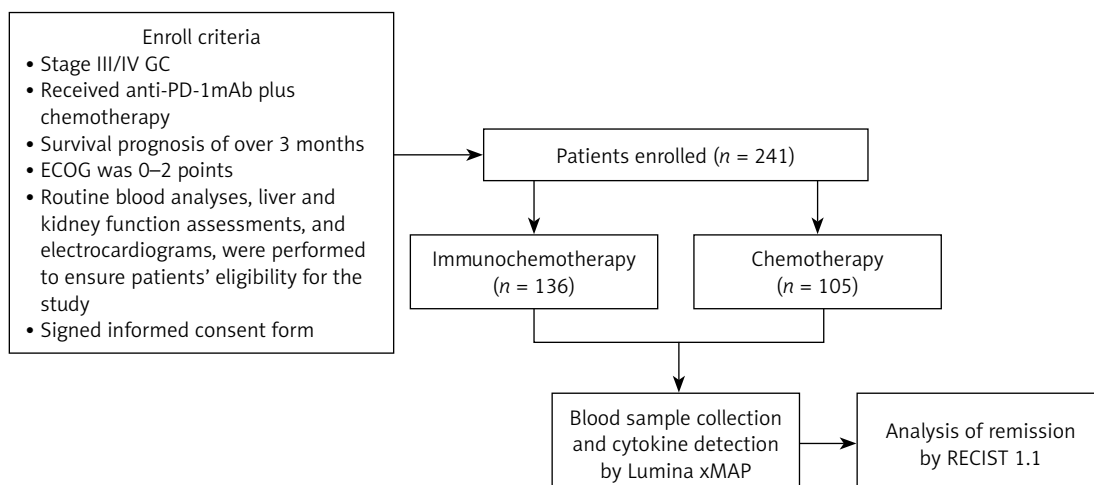 Enroll criteria
• Stage III/IV GC
• Received anti-PD-1mAb plus
chemotherapy
• Survival prognosis of over 3 months
• ECOG was 0–2 points
• Routine blood analyses, liver and
kidney function assessments, and
electrocardiograms, were performed
to ensure patients’ eligibility for the
study
• Signed informed consent form
Patients enrolled (n = 241)
Immunochemotherapy
(n = 136)
Chemotherapy
(n = 105)
Blood sample collection
and cytokine detection
by Lumina xMAP
Analysis of remission
by RECIST 1.1